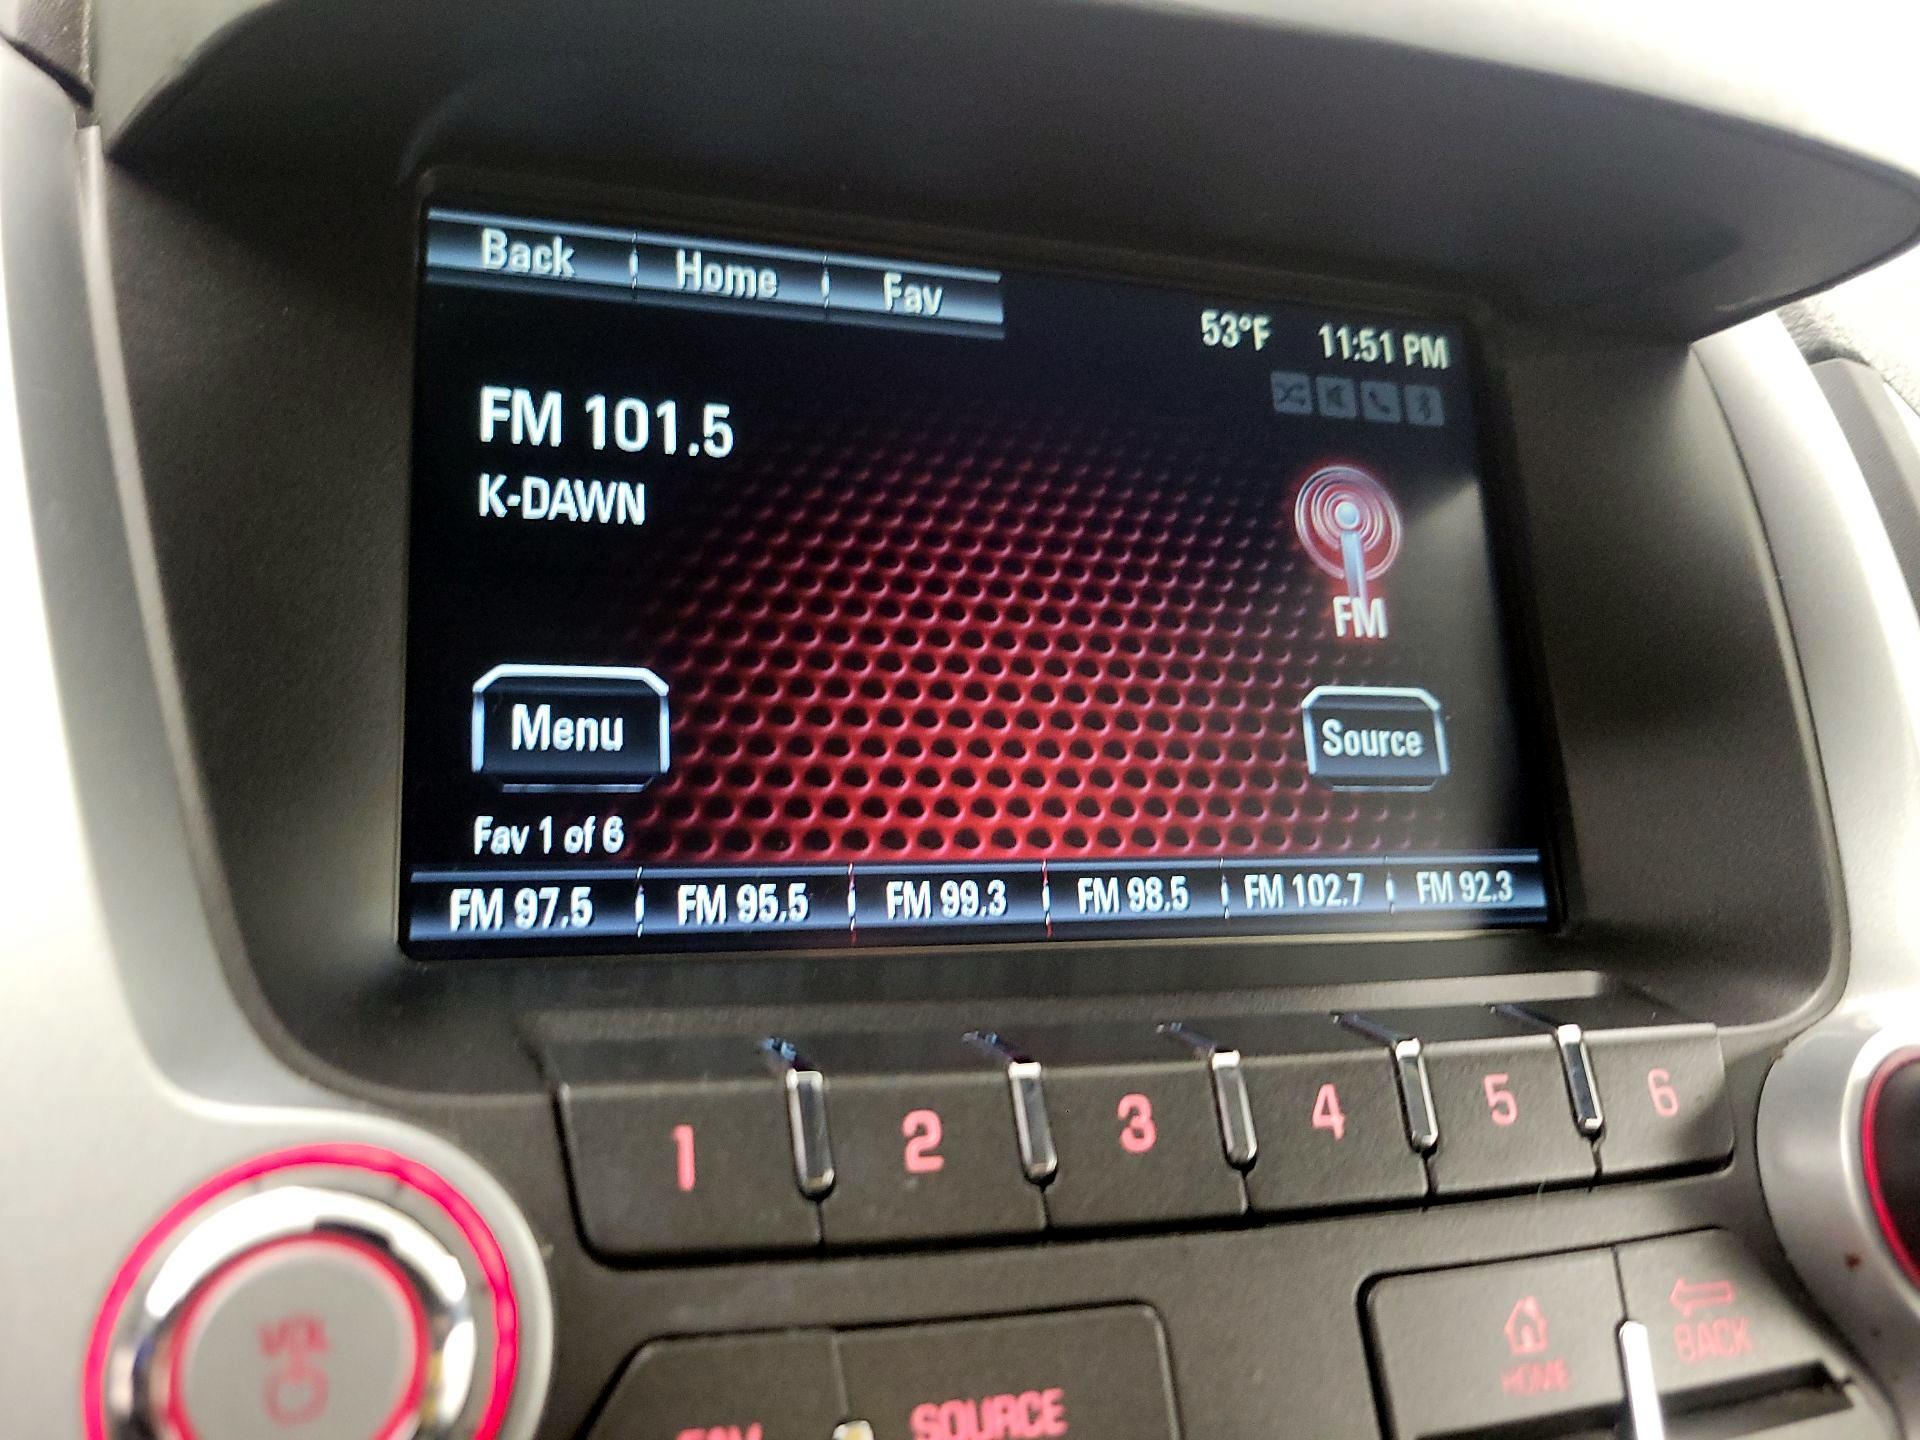 Back Home Fav
53°F 11:51 PM
FM 101.5
K-DAWN
FM
Menu
Source
Fav 1 of 6
FM 97.5 FM 95.5 FM 99.3 FM 98.5 FM 102.7 FM 92.3
1 2 3 4 5 6
VOL
HOME
BACK
FAV
SOURCE